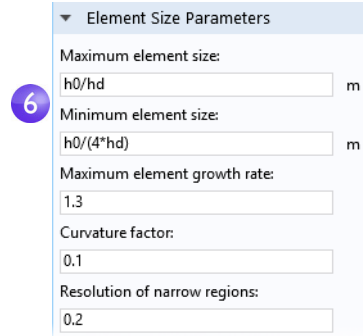 Element Size Parameters
Maximum element size:
h0/hd m
6
Minimum element size:
h0/(4*hd) m
Maximum element growth rate:
1.3
Curvature factor:
0.1
Resolution of narrow regions:
0.2